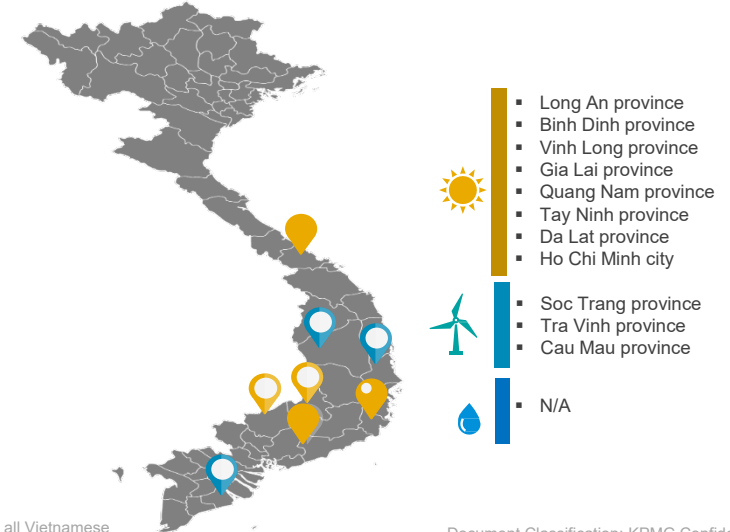 Long An province
Binh Dinh province
Vinh Long province
Gia Lai province
Quang Nam province
Tay Ninh province
Da Lat province
Ho Chi Minh city
Soc Trang province
Tra Vinh province
Cau Mau province
N/A
all Vietnamese
Document Classification: KPMG